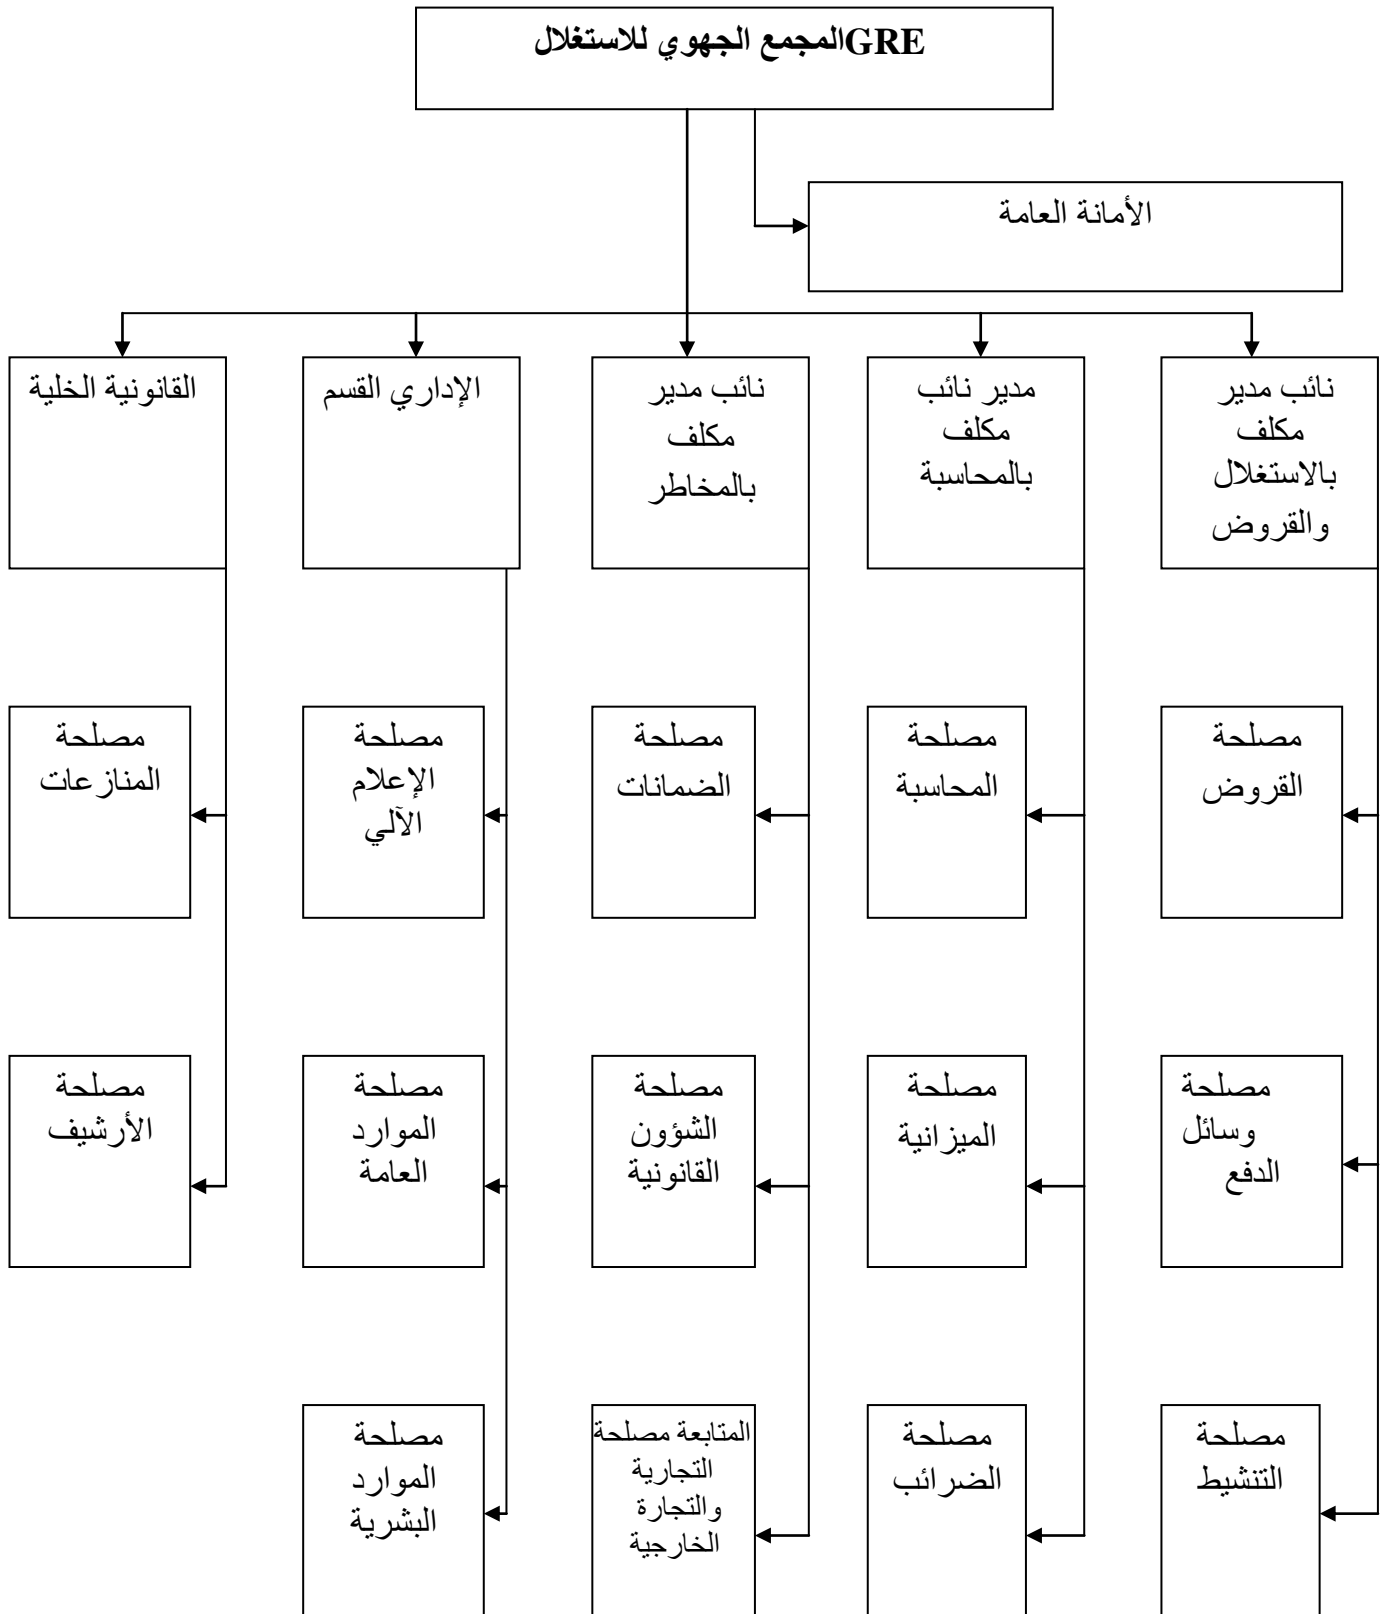 المجمع الجهوي للاستغلالGRE
الأمانة العامة
نائب مدير
مكلف
بالاستغلال
والقروض
مدير نائب
مكلف
بالمحاسبة
نائب مدير
مكلف
بالمخاطر
الإداري القسم
القانونية الخلية
مصلحة
القروض
مصلحة
المحاسبة
مصلحة
الضمانات
مصلحة
الإعلام
الآلي
مصلحة
المنازعات
مصلحة
وسائل
الدفع
مصلحة
الميزانية
مصلحة
الشؤون
القانونية
مصلحة
الموارد
العامة
مصلحة
الأرشيف
مصلحة
التنشيط
مصلحة
الضرائب
المتابعة مصلحة
التجارية
والتجارة
الخارجية
مصلحة
الموارد
البشرية